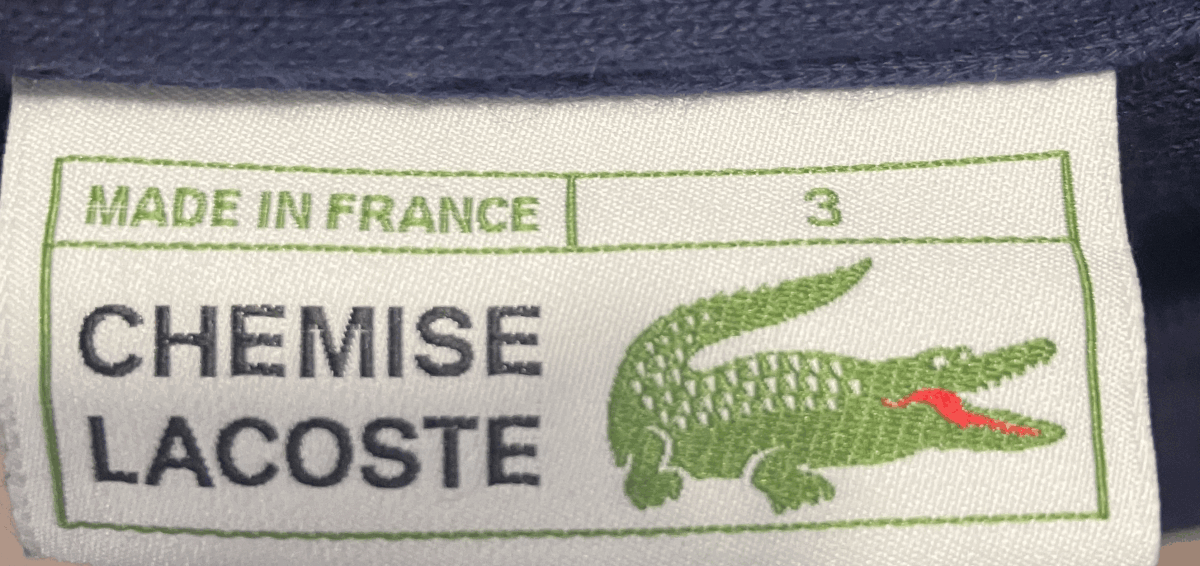 MADE IN FRANCE 3
CHEMISE
LACOSTE